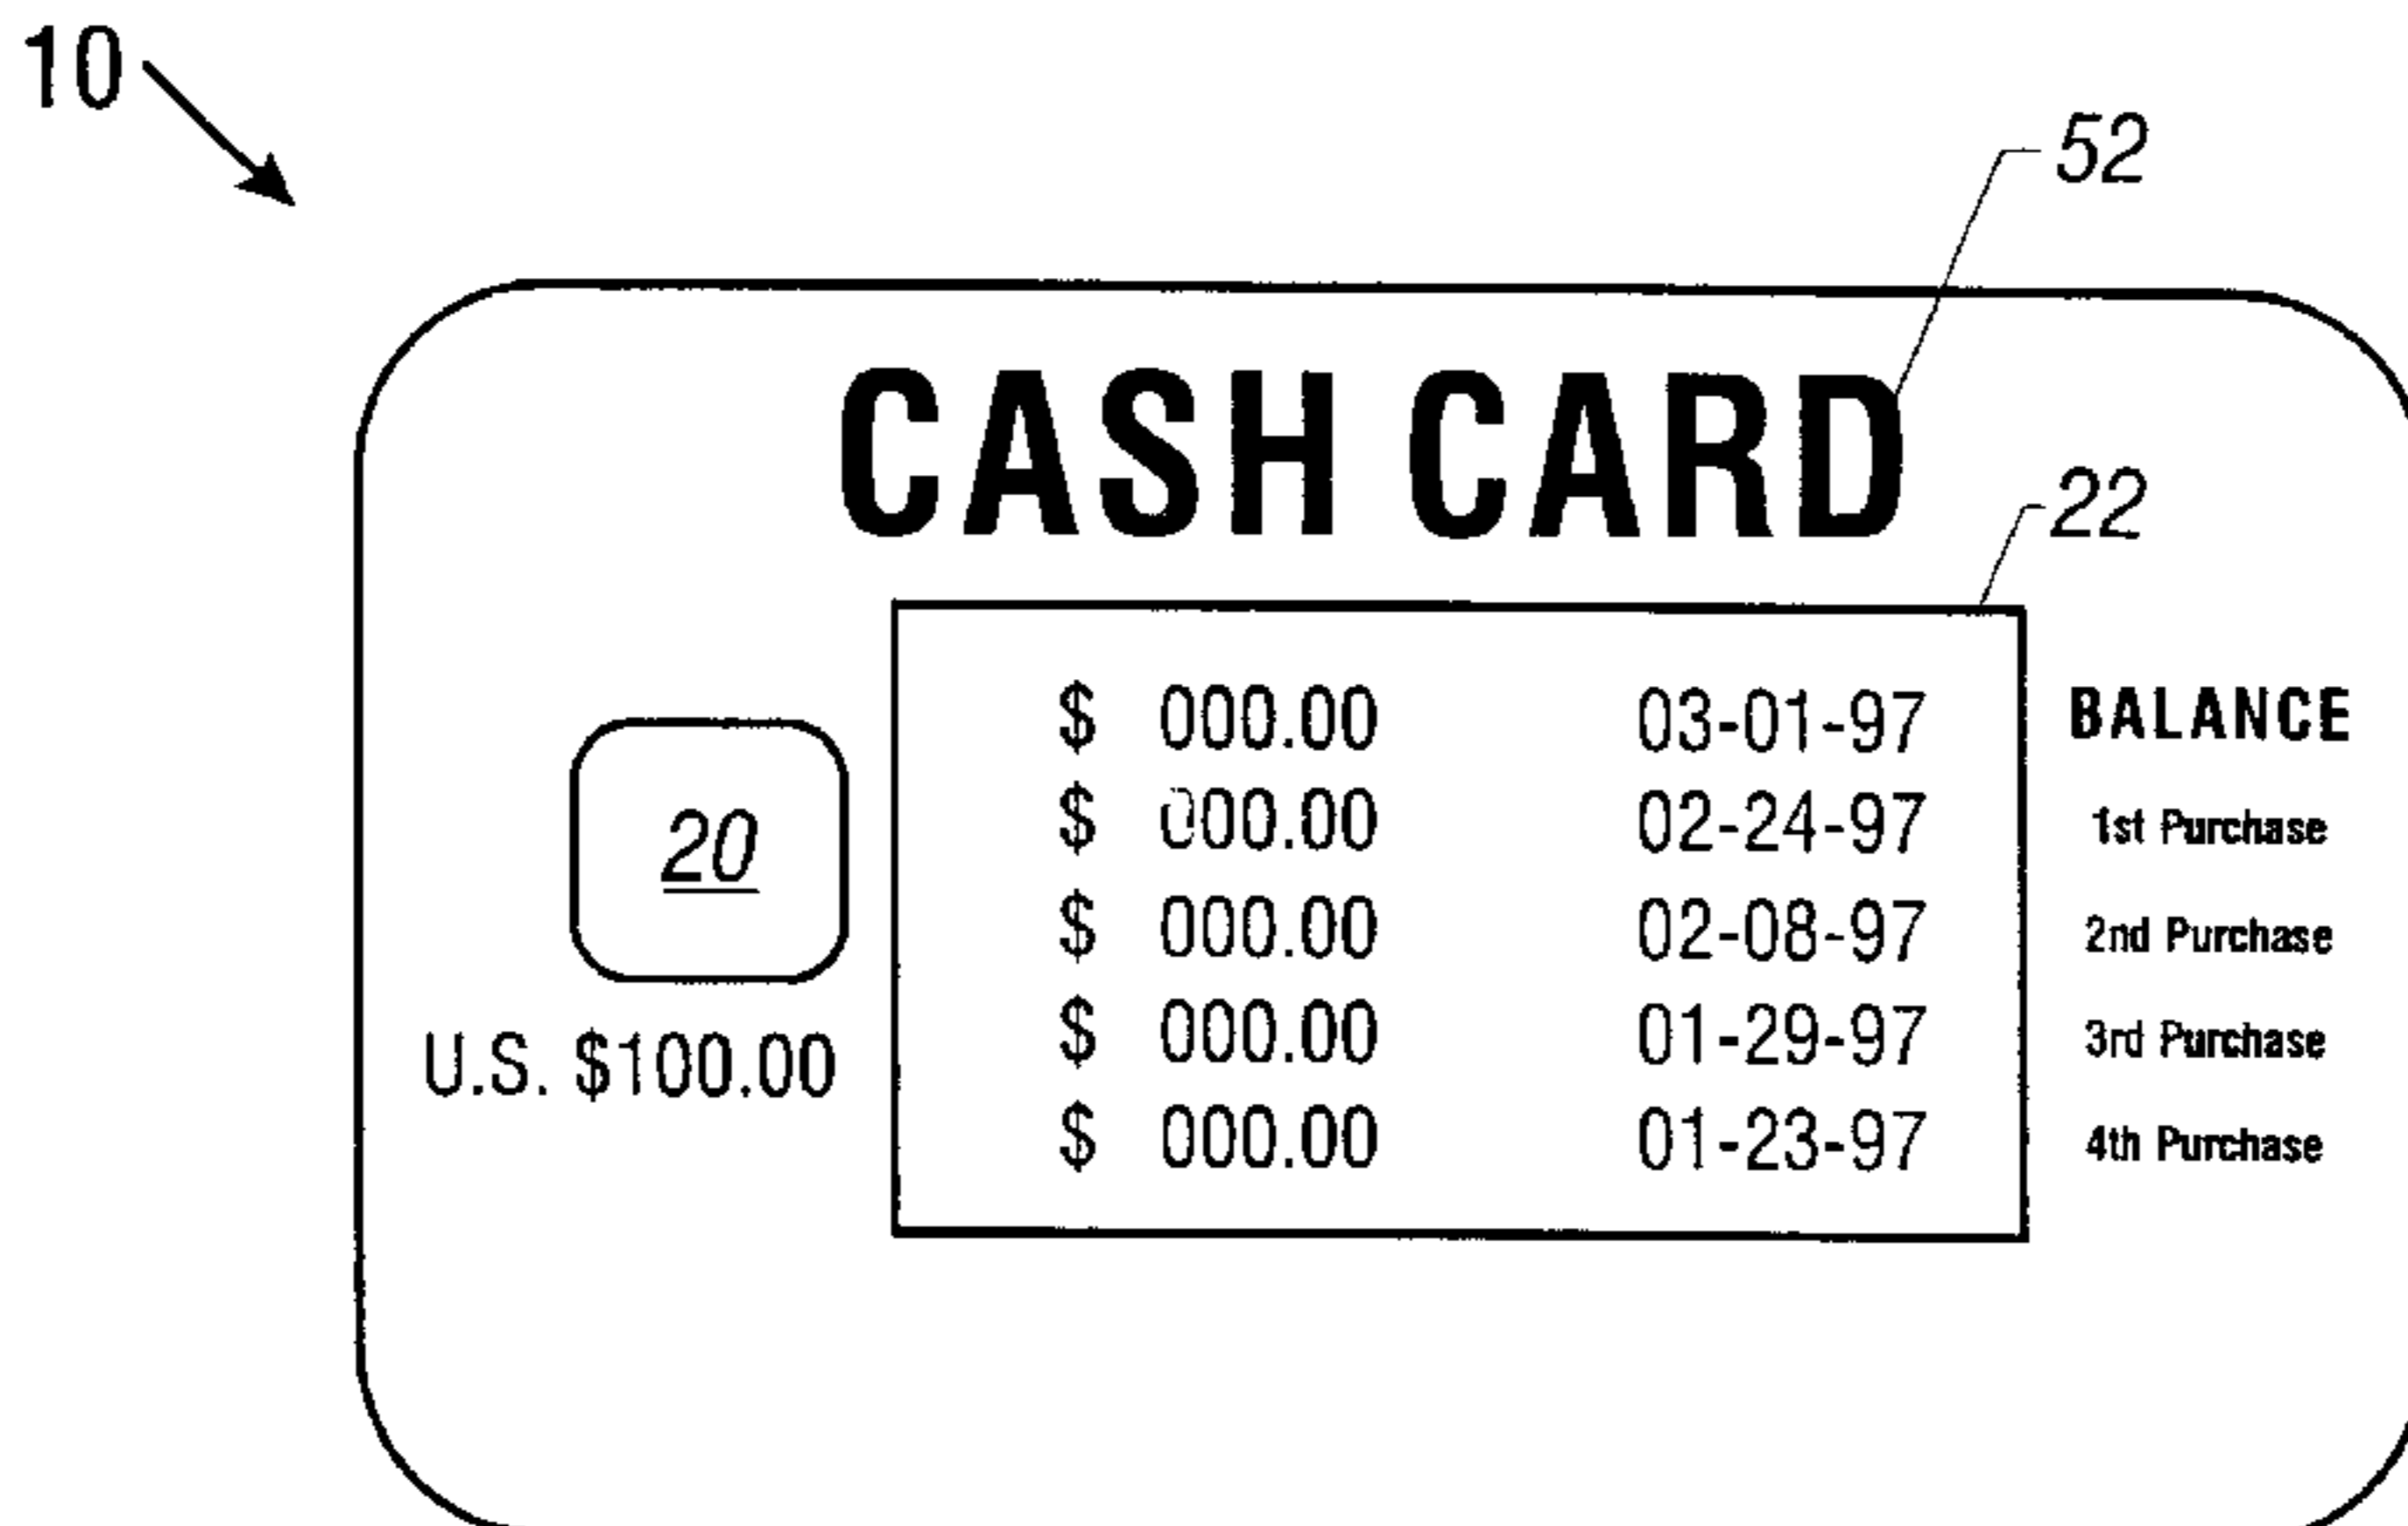 10
52
CASH CARD
22
$ 000.00 03-01-97 BALANCE
$ 000.00 02-24-97 1st Purchase
20
$ 000.00 02-08-97 2nd Purchase
$ 000.00 01-29-97 3rd Purchase
U.S. $100.00
$ 000.00 01-23-97 4th Purchase